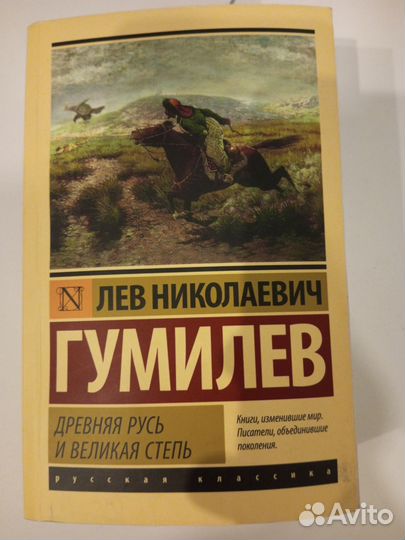 N
ЛЕВ НИКОЛАЕВИЧ
ГУМИЛЕВ
ДРЕВНЯЯ РУСЬ
И ВЕЛИКАЯ СТЕПЬ
Книги, изменившие мир.
Писатели, объединившие
поколения.
русская классика
Avito